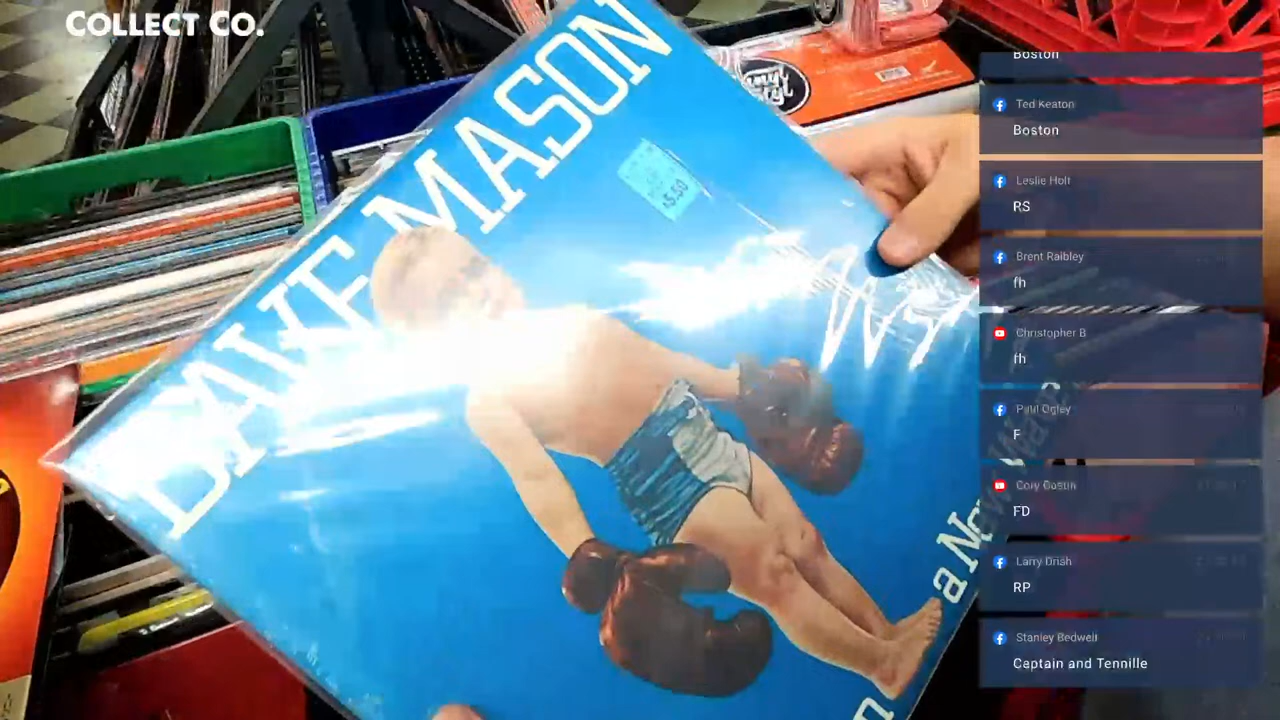 COLLECT CO.
DAVE MASON
$5.50
a New
Boston
Ted Keaton
Boston
Leslie Holt
RS
Brent Raibley
fh
Christopher B
fh
Paul Ogley
F
Cory Gastin
FD
Larry Drish
RP
Stanley Bedwell
Captain and Tennille